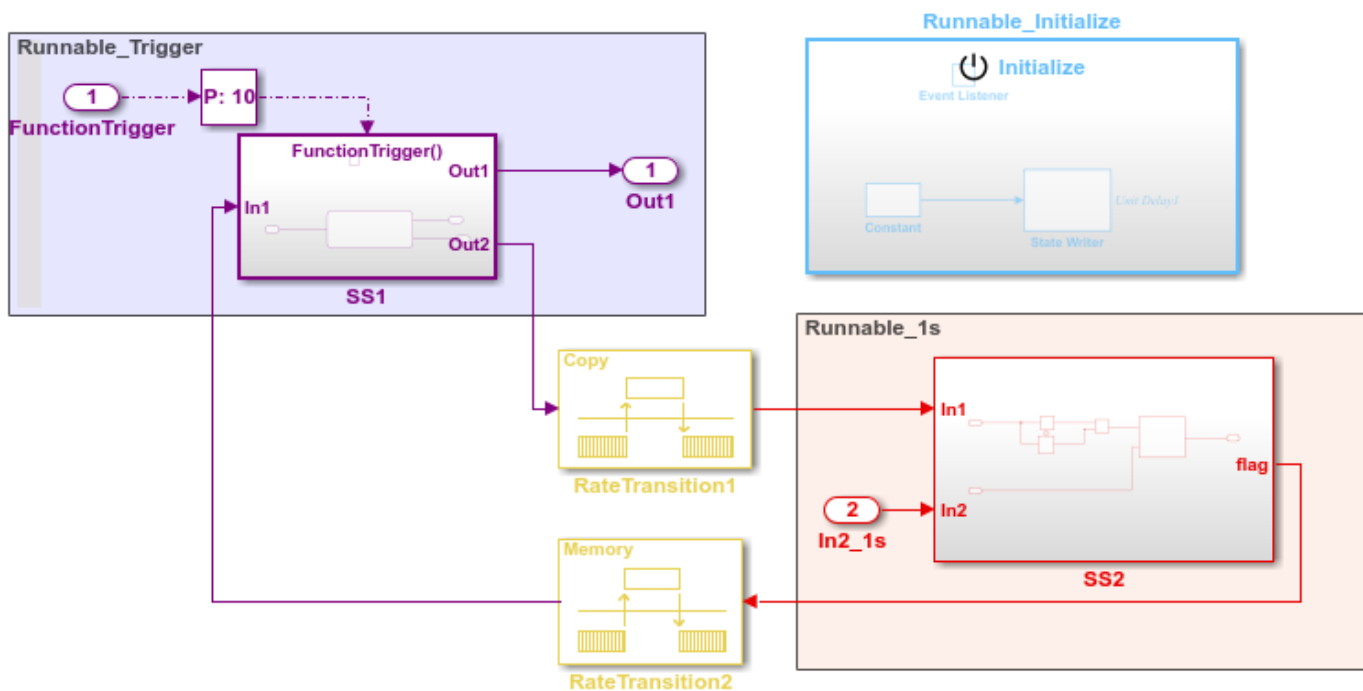 Runnable_Initialize
Runnable_Trigger
Initialize
Event Listener
1
P: 10
FunctionTrigger
FunctionTrigger()
Out1
1
Out1
In1
Out2
SS1
Constant
State Writer
Unit Delay1
Runnable_1s
Copy
RateTransition1
In1
flag
2
In2
In2_1s
SS2
Memory
RateTransition2